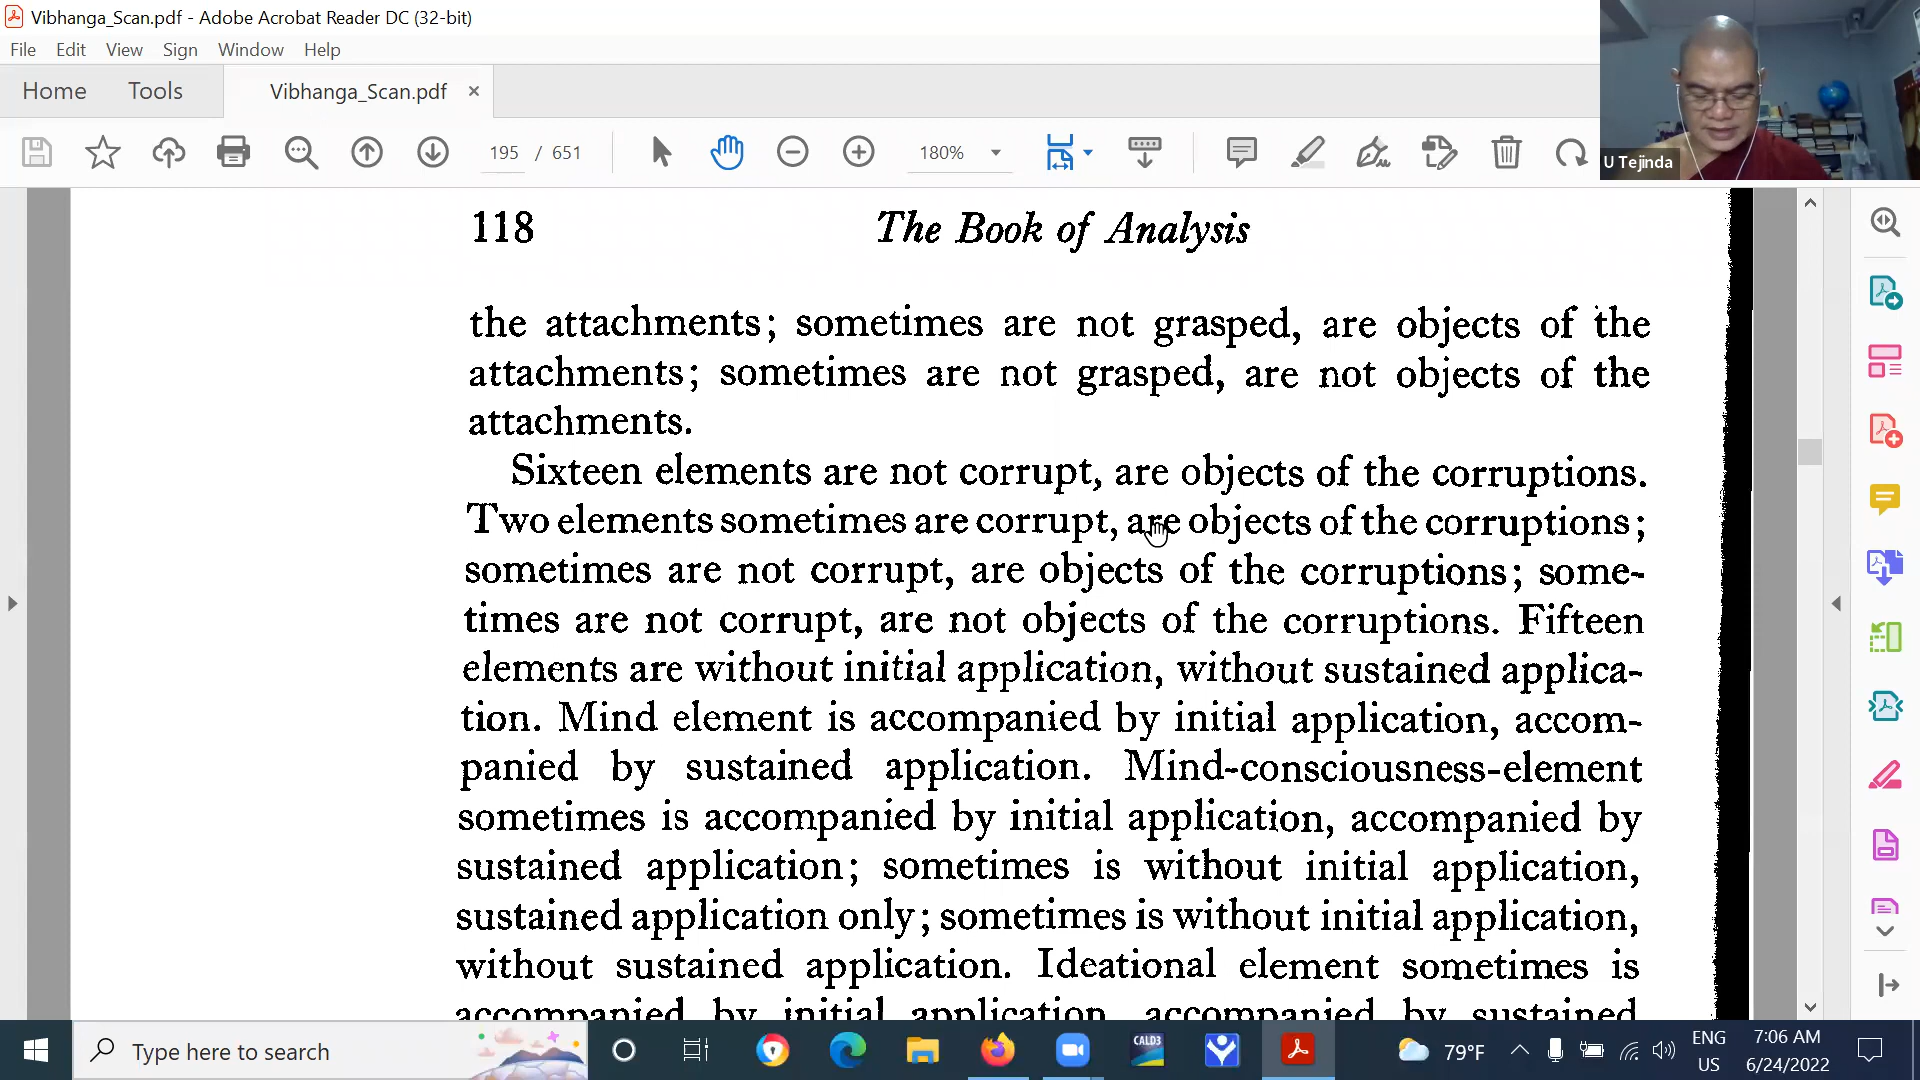 Vibhanga_Scan.pdf - Adobe Acrobat Reader DC (32-bit)
File Edit View Sign Window Help
Home Tools Vibhanga_Scan.pdf ×
195 / 651 180%
U Tejinda
118 The Book of Analysis
the attachments; sometimes are not grasped, are objects of the
attachments; sometimes are not grasped, are not objects of the
attachments.
Sixteen elements are not corrupt, are objects of the corruptions.
Two elements sometimes are corrupt, are objects of the corruptions;
sometimes are not corrupt, are objects of the corruptions; some-
times are not corrupt, are not objects of the corruptions. Fifteen
elements are without initial application, without sustained applica-
tion. Mind element is accompanied by initial application, accom-
panied by sustained application. Mind-consciousness-element
sometimes is accompanied by initial application, accompanied by
sustained application; sometimes is without initial application,
sustained application only; sometimes is without initial application,
without sustained application. Ideational element sometimes is
accompanied by initial application, accompanied by sustained
Type here to search
CALD3
79°F
ENG
US
7:06 AM
6/24/2022